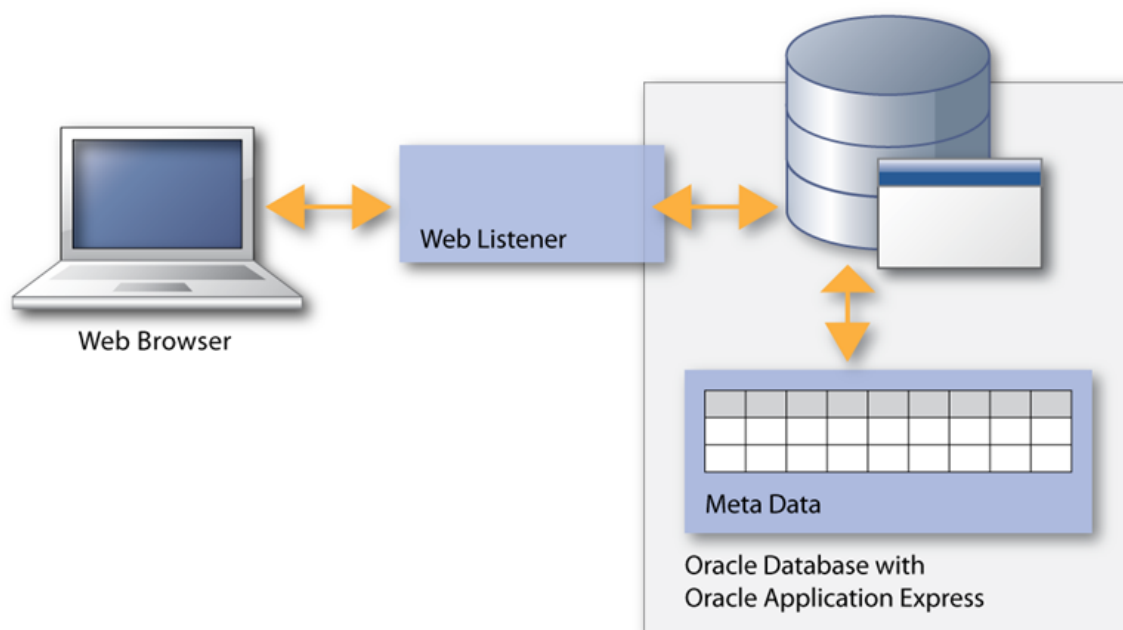 Web Browser
Web Listener
Meta Data
Oracle Database with
Oracle Application Express